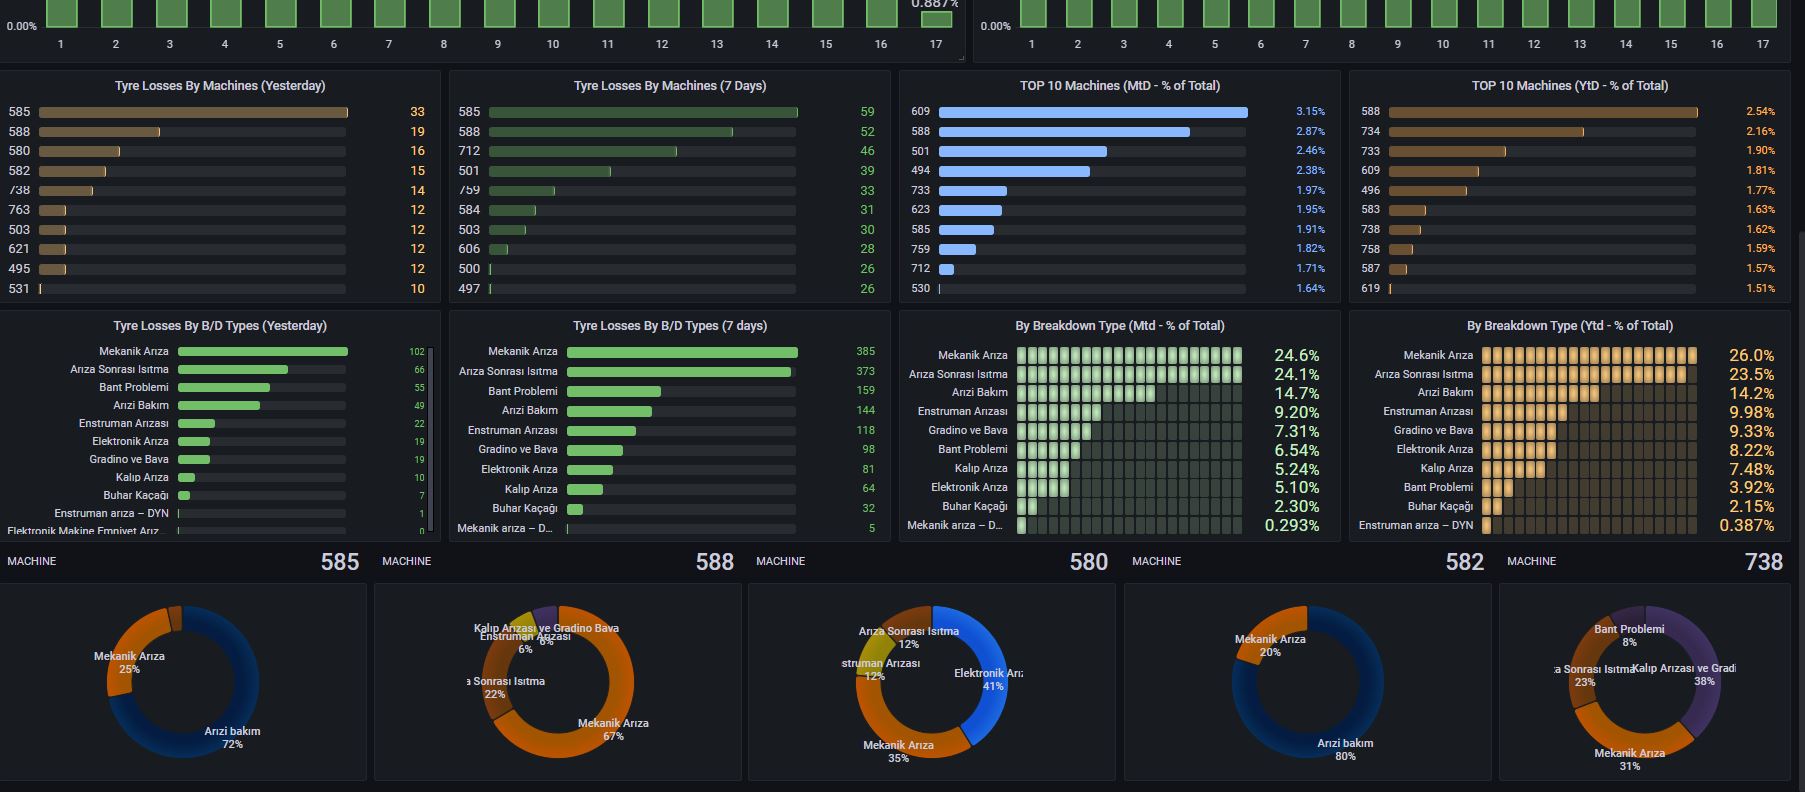 0.887%
0.00%
1 2 3 4 5 6 7 8 9 10 11 12 13 14 15 16 17
0.00%
1 2 3 4 5 6 7 8 9 10 11 12 13 14 15 16 17
Tyre Losses By Machines (Yesterday)
585 33
588 19
580 16
582 15
738 14
763 12
503 12
621 12
495 12
531 10
Tyre Losses By Machines (7 Days)
585 59
588 52
712 46
501 39
759 33
584 31
503 30
606 28
500 26
497 26
TOP 10 Machines (MtD - % of Total)
609 3.15%
588 2.87%
501 2.46%
494 2.38%
733 1.97%
623 1.95%
585 1.91%
759 1.82%
712 1.71%
530 1.64%
TOP 10 Machines (YtD - % of Total)
588 2.54%
734 2.16%
733 1.90%
609 1.81%
496 1.77%
583 1.63%
738 1.62%
758 1.59%
587 1.57%
619 1.51%
Tyre Losses By B/D Types (Yesterday)
Mekanik Arıza 102
Arıza Sonrası Isıtma 66
Bant Problemi 55
Arızi Bakım 49
Enstruman Arızası 22
Elektronik Arıza 19
Gradino ve Bava 19
Kalıp Arıza 10
Buhar Kaçağı 7
Enstruman arıza – DYN 1
Elektronik Makine Emniyet Arız... 0
Tyre Losses By B/D Types (7 days)
Mekanik Arıza 385
Arıza Sonrası Isıtma 373
Bant Problemi 159
Arızi Bakım 144
Enstruman Arızası 118
Gradino ve Bava 98
Elektronik Arıza 81
Kalıp Arıza 64
Buhar Kaçağı 32
Mekanik arıza – D... 5
By Breakdown Type (Mtd - % of Total)
Mekanik Arıza 24.6%
Arıza Sonrası Isıtma 24.1%
Arızi Bakım 14.7%
Enstruman Arızası 9.20%
Gradino ve Bava 7.31%
Bant Problemi 6.54%
Kalıp Arıza 5.24%
Elektronik Arıza 5.10%
Buhar Kaçağı 2.30%
Mekanik arıza – D... 0.293%
By Breakdown Type (Ytd - % of Total)
Mekanik Arıza 26.0%
Arıza Sonrası Isıtma 23.5%
Arızi Bakım 14.2%
Enstruman Arızası 9.98%
Gradino ve Bava 9.33%
Elektronik Arıza 8.22%
Kalıp Arıza 7.48%
Bant Problemi 3.92%
Buhar Kaçağı 2.15%
Enstruman arıza – DYN 0.387%
MACHINE 585
Mekanik Arıza
25%
Arızi bakım
72%
MACHINE 588
Kalıp Arızası ve Gradino Bava
6%
Enstruman Arızası
6%
a Sonrası Isıtma
22%
Mekanik Arıza
67%
MACHINE 580
Arıza Sonrası Isıtma
12%
struman Arızası
12%
Elektronik Arı
41%
Mekanik Arıza
35%
MACHINE 582
Mekanik Arıza
20%
Arızi bakım
80%
MACHINE 738
Bant Problemi
8%
za Sonrası Isıtma
23%
Kalıp Arızası ve Gradi
38%
Mekanik Arıza
31%